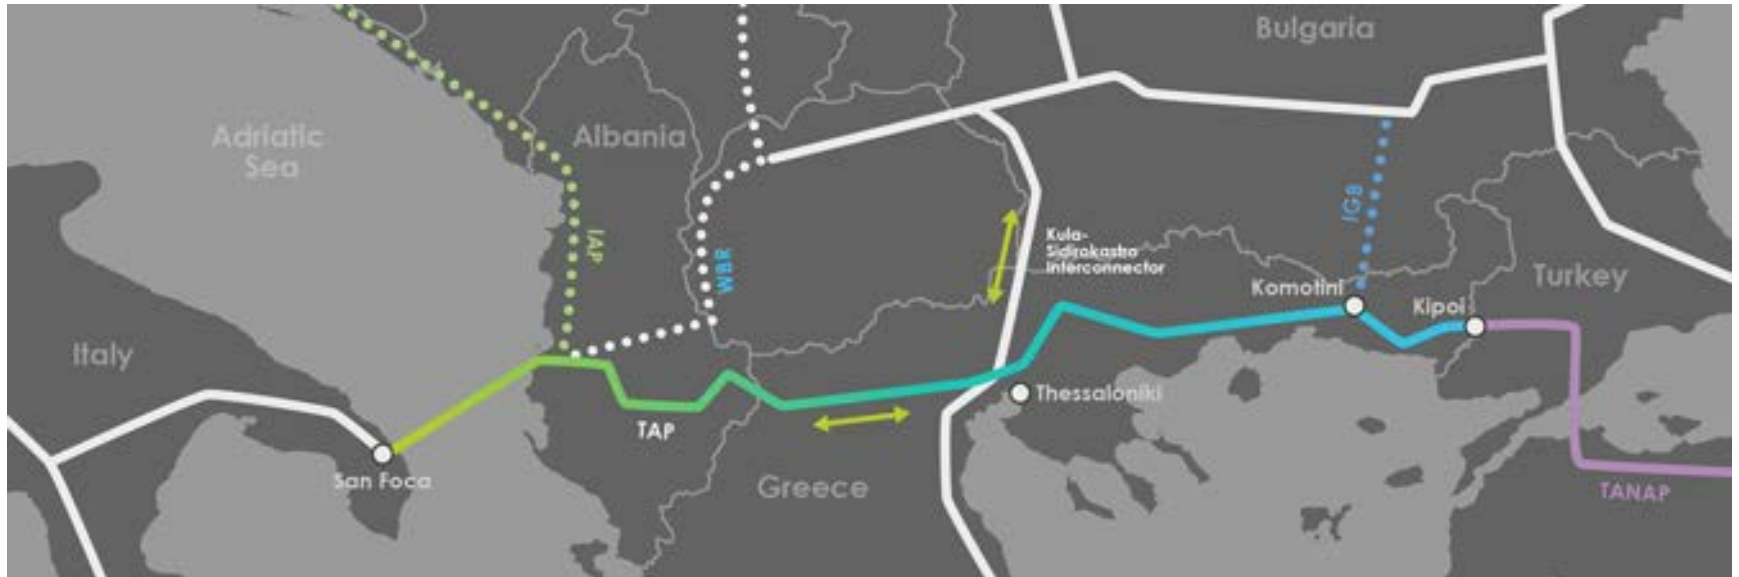 Bulgaria
Adriatic
Sea
Albania
IGB
IAP
WBR
Kula-
Sidirokastro
Interconnector
Turkey
Komotini
Kipoi
Italy
Thessaloniki
TAP
San Foca
Greece
TANAP